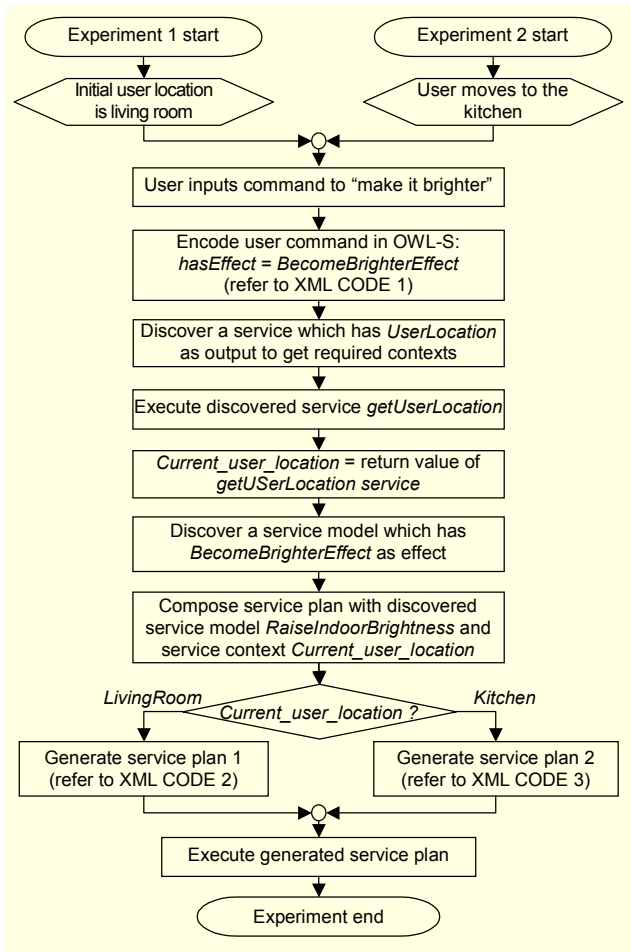 Experiment 1 start
Experiment 2 start
Initial user location
is living room
User moves to the
kitchen
User inputs command to “make it brighter”
Encode user command in OWL-S:
hasEffect = BecomeBrighterEffect
(refer to XML CODE 1)
Discover a service which has UserLocation
as output to get required contexts
Execute discovered service getUserLocation
Current_user_location = return value of
getUSerLocation service
Discover a service model which has
BecomeBrighterEffect as effect
Compose service plan with discovered
service model RaiseIndoorBrightness and
service context Current_user_location
LivingRoom
Kitchen
Current_user_location ?
Generate service plan 1
(refer to XML CODE 2)
Generate service plan 2
(refer to XML CODE 3)
Execute generated service plan
Experiment end